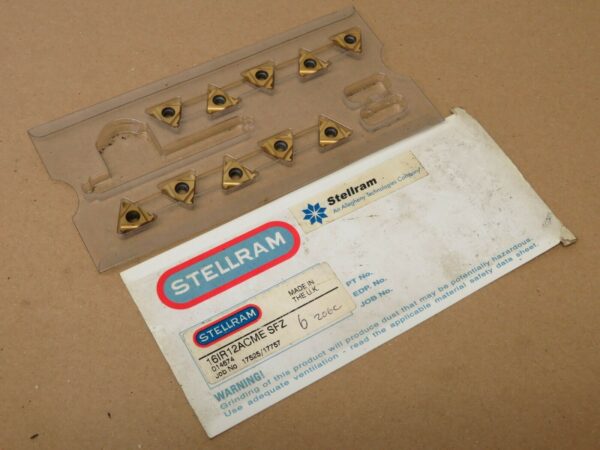 Stellram
An Allegheny Technologies Company
STELLRAM
PT No.
EDP. No.
JOB No.
STELLRAM
MADE IN
THE U.K.
16IR12ACME SFZ
014674
Job No 17525/17757
6
WARNING!
Grinding of this product will produce dust that may be potentially hazardous.
Use adequate ventilation - read the applicable material safety data sheet.